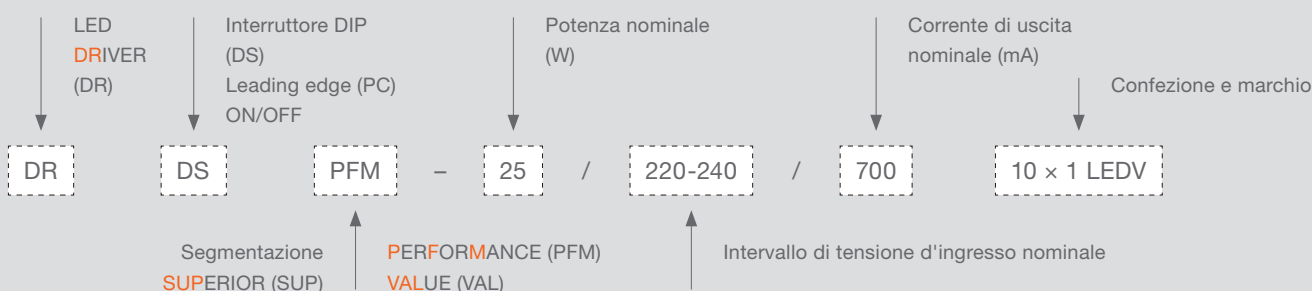 LED
DRIVER
(DR)
Interruttore DIP
(DS)
Leading edge (PC)
ON/OFF
Potenza nominale
(W)
Corrente di uscita
nominale (mA)
Confezione e marchio
DR DS PFM – 25 / 220-240 / 700 10 × 1 LEDV
Segmentazione
SUPERIOR (SUP)
PERFORMANCE (PFM)
VALUE (VAL)
Intervallo di tensione d'ingresso nominale